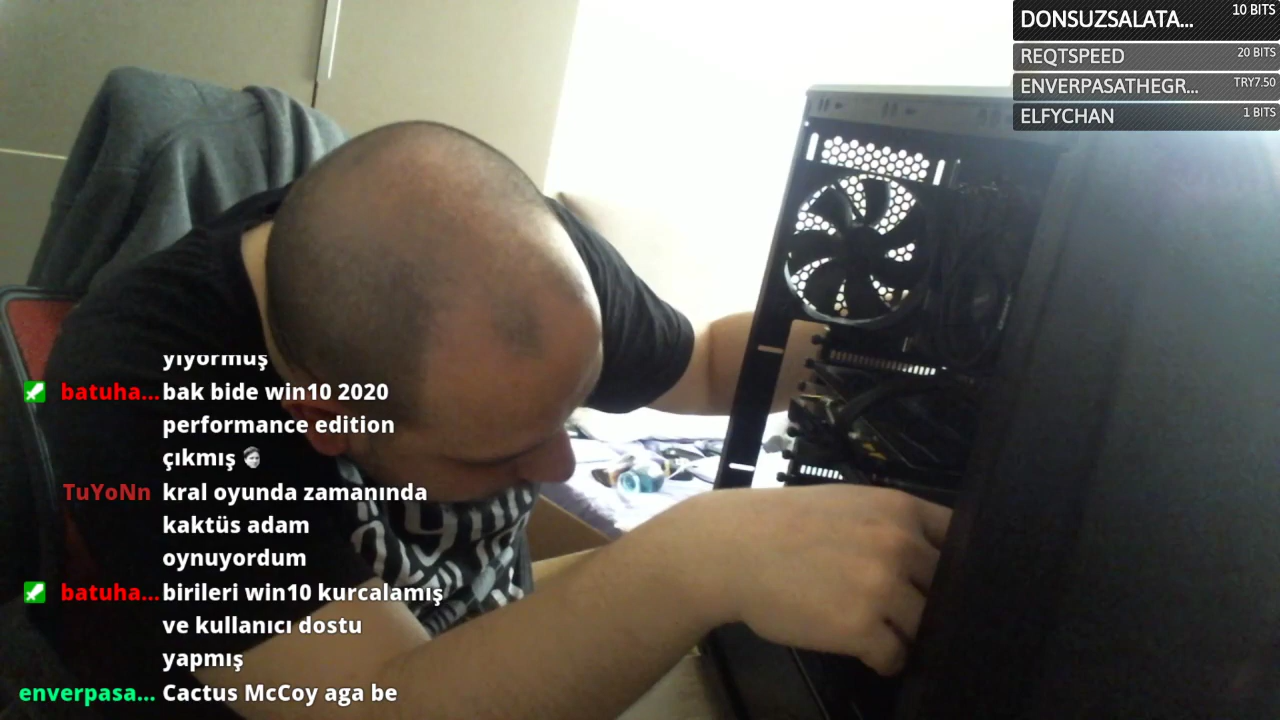 DONSUZSALATA... 10 BITS
REQTSPEED 20 BITS
ENVERPASATHEGR... TRY7.50
ELFYCHAN 1 BITS
yiyormuş
batuha... bak bide win10 2020
performance edition
çıkmış
TuYoNn kral oyunda zamanında
kaktüs adam
oynuyordum
batuha... birileri win10 kurcalamış
ve kullanıcı dostu
yapmış
enverpasa... Cactus McCoy aga be